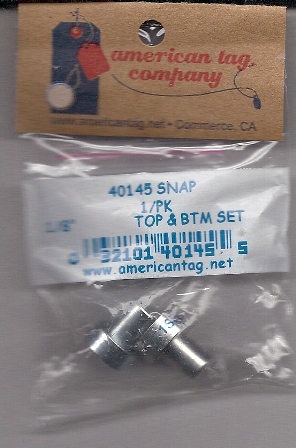 american tag
company
www.americantag.net • Commerce, CA
40145 SNAP
1/PK
1/8"
TOP & BTM SET
0 32101 40145 5
www.americantag.net